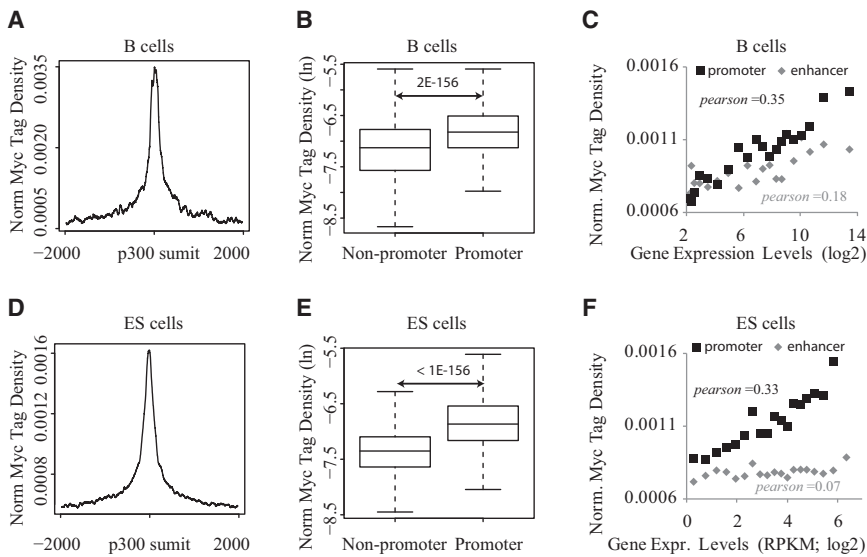 A
B cells
Norm Myc Tag Density
0.0035
0.0020
0.0005
−2000
p300 sumit
2000
B
B cells
Norm Myc Tag Density (ln)
−5.5
−6.5
−7.5
−8.5
2E-156
Non-promoter
Promoter
C
B cells
Norm. Myc Tag Density
0.0016
0.0011
0.0006
promoter
enhancer
pearson =0.35
pearson =0.18
2 6 10 14
Gene Expression Levels (log2)
D
ES cells
Norm Myc Tag Density
0.0016
0.0012
0.0008
−2000
p300 sumit
2000
E
ES cells
Norm Myc Tag Density (ln)
−5.5
−6.5
−7.5
−8.5
< 1E-156
Non-promoter
Promoter
F
ES cells
Norm. Myc Tag Density
0.0016
0.0011
0.0006
promoter
enhancer
pearson =0.33
pearson =0.07
0 2 4 6
Gene Expr. Levels (RPKM; log2)